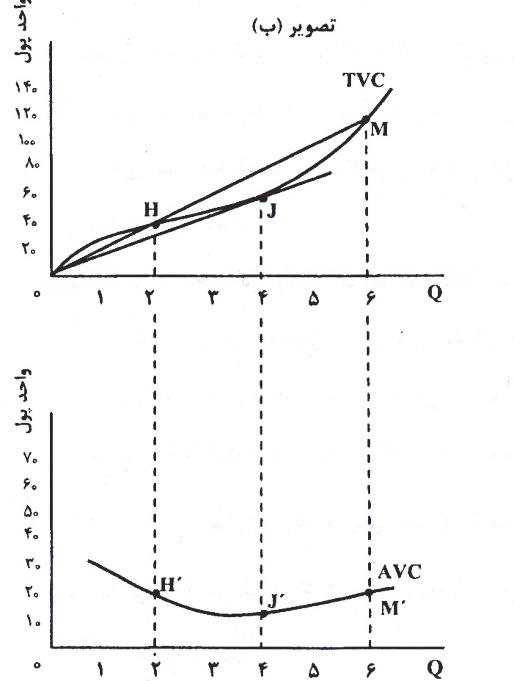 تصویر (ب)
واحد پول
TVC
۱۴۰
۱۲۰
M
۱۰۰
۸۰
۶۰
H
J
۴۰
۲۰
۰ ۱ ۲ ۳ ۴ ۵ ۶ Q
واحد پول
۷۰
۶۰
۵۰
۴۰
۳۰
AVC
H´
۲۰
J´
M´
۱۰
۰ ۱ ۲ ۳ ۴ ۵ ۶ Q